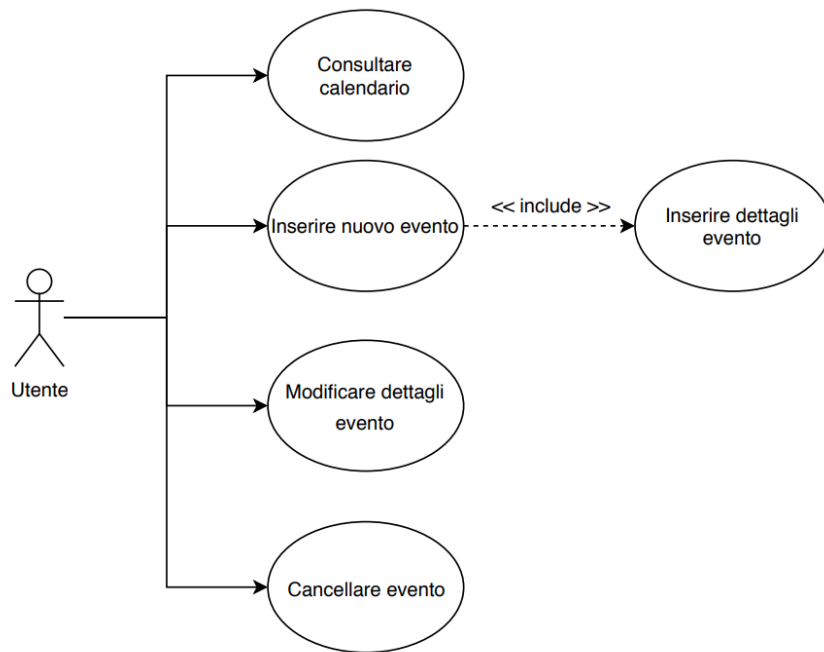 Consultare
calendario
Inserire nuovo evento
<< include >>
Inserire dettagli
evento
Utente
Modificare dettagli
evento
Cancellare evento